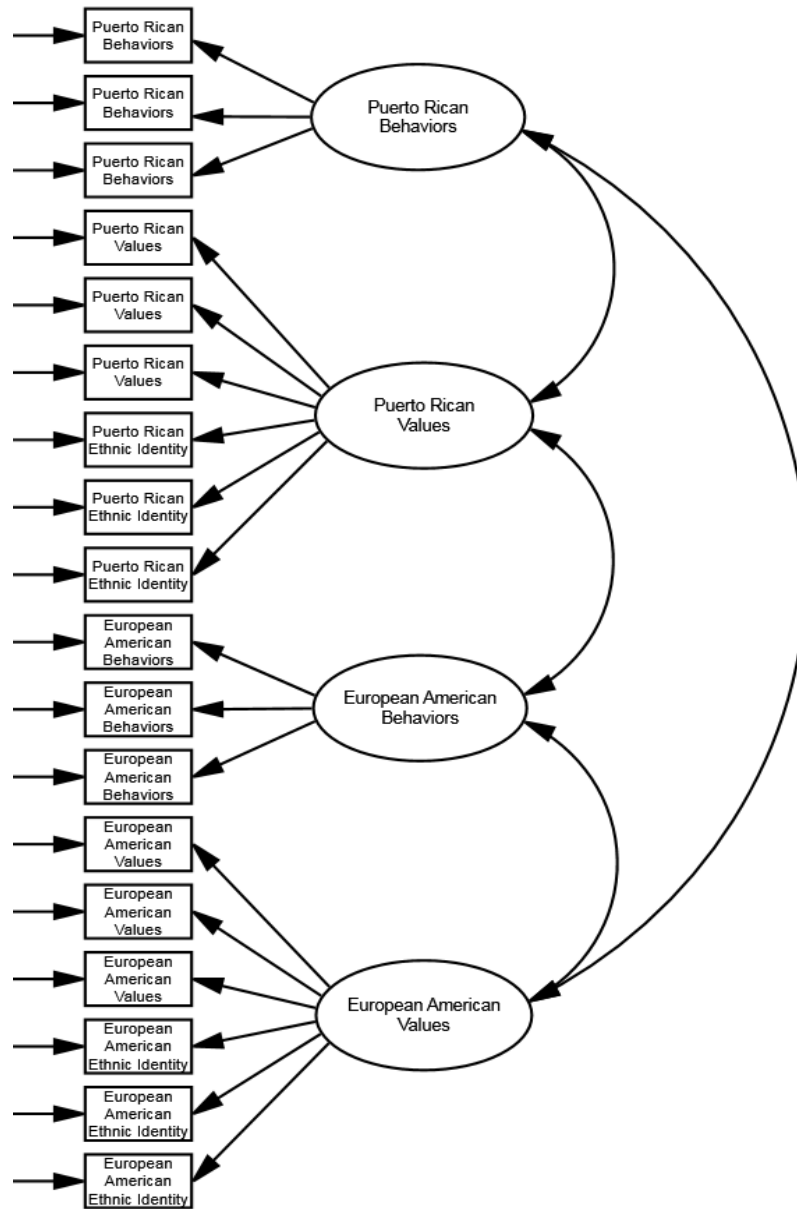 Puerto Rican
Behaviors
Puerto Rican
Behaviors
Puerto Rican
Behaviors
Puerto Rican
Values
Puerto Rican
Values
Puerto Rican
Values
Puerto Rican
Ethnic Identity
Puerto Rican
Ethnic Identity
Puerto Rican
Ethnic Identity
European
American
Behaviors
European
American
Behaviors
European
American
Behaviors
European
American
Values
European
American
Values
European
American
Values
European
American
Ethnic Identity
European
American
Ethnic Identity
European
American
Ethnic Identity
Puerto Rican
Behaviors
Puerto Rican
Values
European American
Behaviors
European American
Values